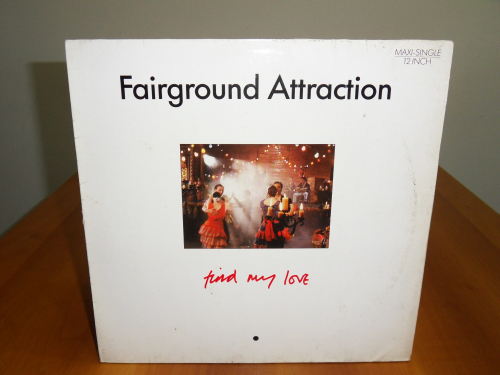 MAXI-SINGLE
12 INCH
Fairground Attraction
find my LOVE